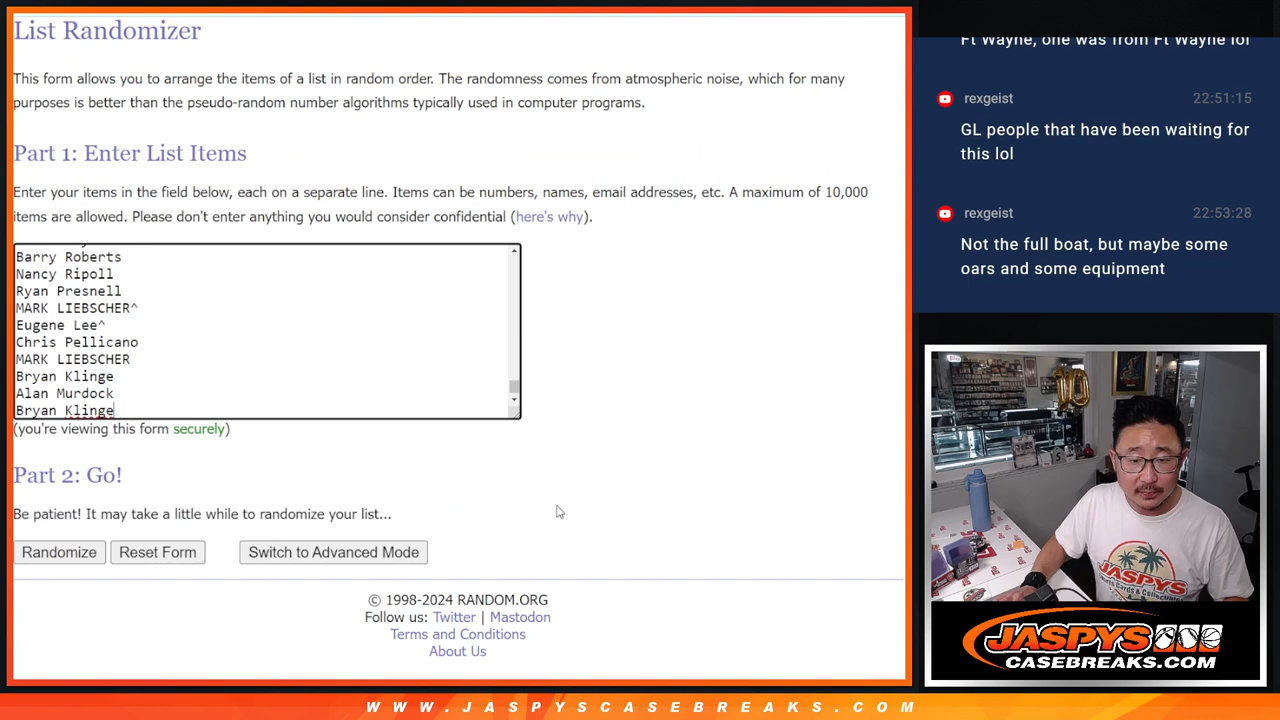 List Randomizer
This form allows you to arrange the items of a list in random order. The randomness comes from atmospheric noise, which for many
purposes is better than the pseudo-random number algorithms typically used in computer programs.
Part 1: Enter List Items
Enter your items in the field below, each on a separate line. Items can be numbers, names, email addresses, etc. A maximum of 10,000
items are allowed. Please don't enter anything you would consider confidential (here's why).
Barry Roberts
Nancy Ripoll
Ryan Presnell
MARK LIEBSCHER^
Eugene Lee^
Chris Pellicano
MARK LIEBSCHER
Bryan Klinge
Alan Murdock
Bryan Klinge
(you're viewing this form securely)
Part 2: Go!
Be patient! It may take a little while to randomize your list...
Randomize
Reset Form
Switch to Advanced Mode
© 1998-2024 RANDOM.ORG
Follow us: Twitter | Mastodon
Terms and Conditions
About Us
Ft Wayne, one was from Ft Wayne lol
rexgeist 22:51:15
GL people that have been waiting for
this lol
rexgeist 22:53:28
Not the full boat, but maybe some
oars and some equipment
10
JASPYS
JASPYS
CASEBREAKS.COM
WWW.JASPYSCASEBREAKS.COM